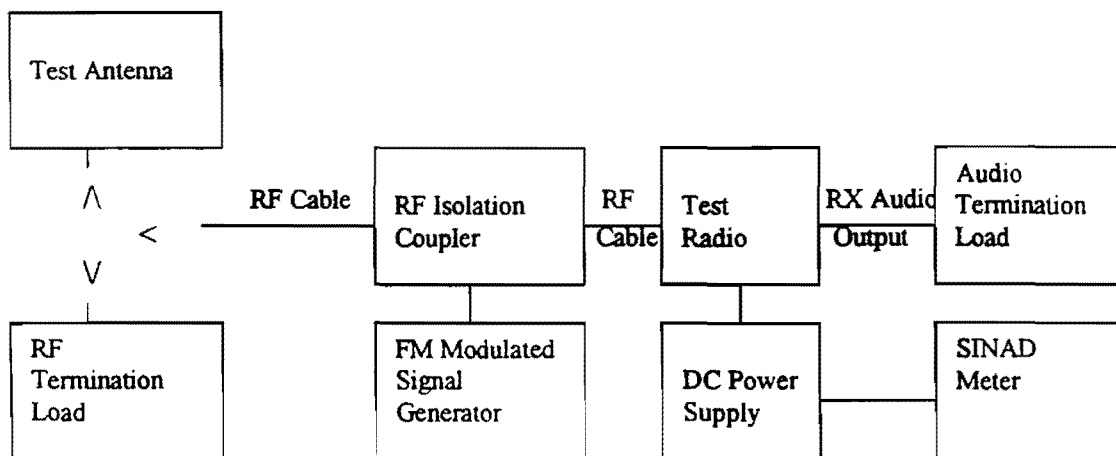 Test Antenna
RF Cable
RF Isolation
Coupler
RF
Cable
Test
Radio
RX Audio
Output
Audio
Termination
Load
RF
Termination
Load
FM Modulated
Signal
Generator
DC Power
Supply
SINAD
Meter